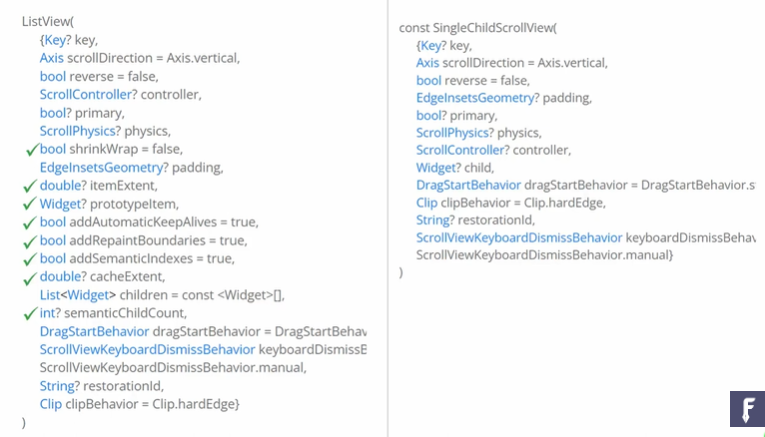 ListView(
{Key? key,
Axis scrollDirection = Axis.vertical,
bool reverse = false,
ScrollController? controller,
bool? primary,
ScrollPhysics? physics,
bool shrinkWrap = false,
EdgeInsetsGeometry? padding,
double? itemExtent,
Widget? prototypeItem,
bool addAutomaticKeepAlives = true,
bool addRepaintBoundaries = true,
bool addSemanticIndexes = true,
double? cacheExtent,
List<Widget> children = const <Widget>[],
int? semanticChildCount,
DragStartBehavior dragStartBehavior = DragStartBehav
ScrollViewKeyboardDismissBehavior keyboardDismissB
ScrollViewKeyboardDismissBehavior.manual,
String? restorationId,
Clip clipBehavior = Clip.hardEdge}
)
const SingleChildScrollView(
{Key? key,
Axis scrollDirection = Axis.vertical,
bool reverse = false,
EdgeInsetsGeometry? padding,
bool? primary,
ScrollPhysics? physics,
ScrollController? controller,
Widget? child,
DragStartBehavior dragStartBehavior = DragStartBehavior.s
Clip clipBehavior = Clip.hardEdge,
String? restorationId,
ScrollViewKeyboardDismissBehavior keyboardDismissBehav
ScrollViewKeyboardDismissBehavior.manual}
)